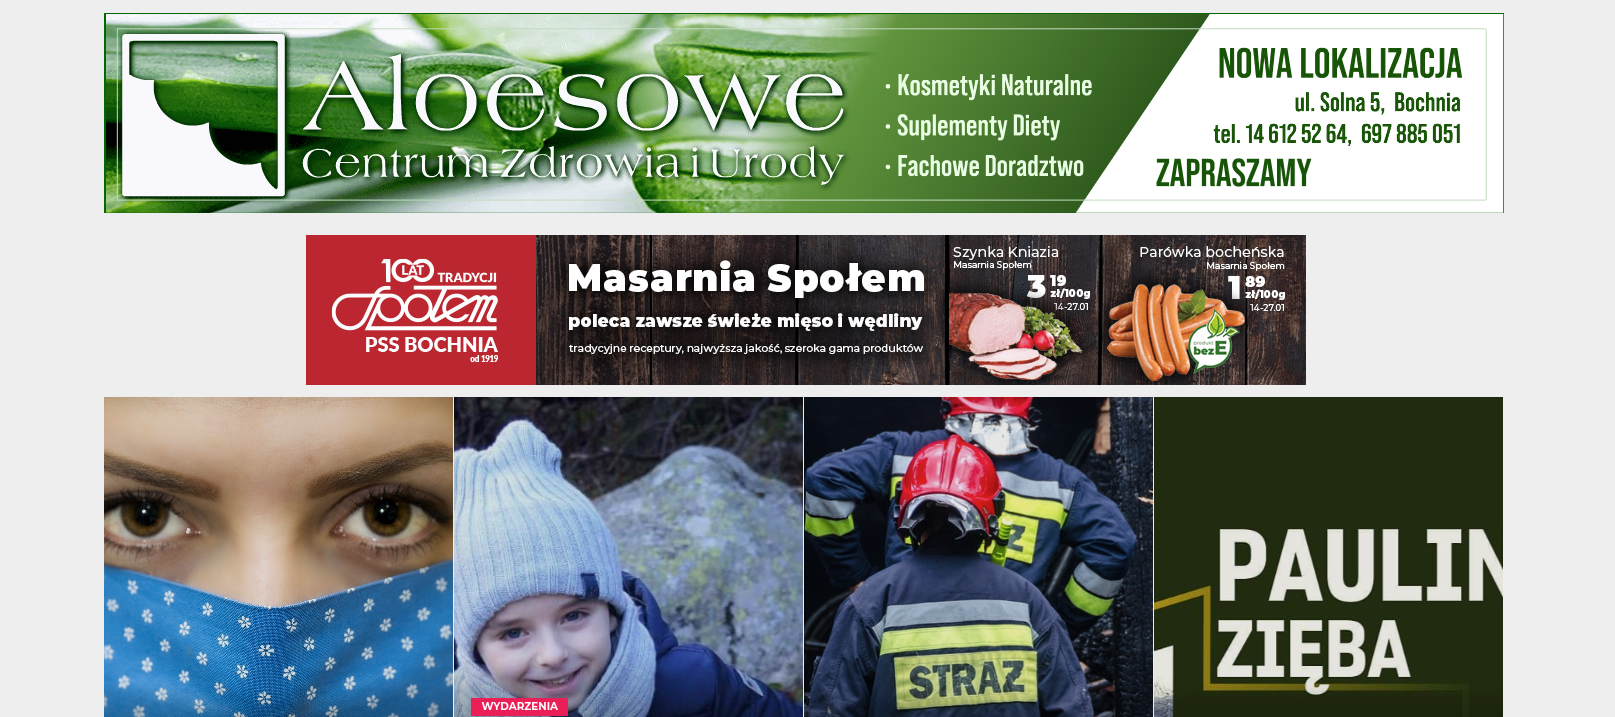 Aloesowe
Centrum Zdrowia i Urody
· Kosmetyki Naturalne
· Suplementy Diety
· Fachowe Doradztwo
NOWA LOKALIZACJA
ul. Solna 5, Bochnia
tel. 14 612 52 64, 697 885 051
ZAPRASZAMY
100 LAT TRADYCJI
Społem
PSS BOCHNIA
od 1919
Masarnia Społem
poleca zawsze świeże mięso i wędliny
tradycyjne receptury, najwyższa jakość, szeroka gama produktów
Szynka Kniazia
Masarnia Społem
3 19
zł/100g
14-27.01
Parówka bocheńska
Masarnia Społem
1 89
zł/100g
14-27.01
produkt
bez E
STRAŻ
Z
WYDARZENIA
PAULIN
ZIĘBA